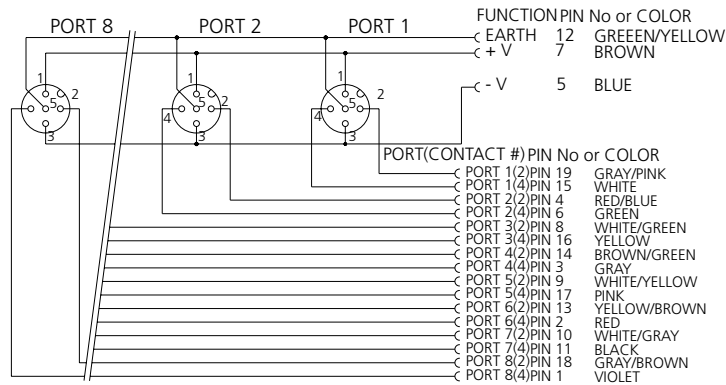 PORT 8 PORT 2 PORT 1
FUNCTION PIN No or COLOR
EARTH 12 GREEEN/YELLOW
+ V 7 BROWN
- V 5 BLUE
1 2 5 3
1 2 5 4 3
1 2 5 4 3
PORT(CONTACT #) PIN No or COLOR
PORT 1(2) PIN 19 GRAY/PINK
PORT 1(4) PIN 15 WHITE
PORT 2(2) PIN 4 RED/BLUE
PORT 2(4) PIN 6 GREEN
PORT 3(2) PIN 8 WHITE/GREEN
PORT 3(4) PIN 16 YELLOW
PORT 4(2) PIN 14 BROWN/GREEN
PORT 4(4) PIN 3 GRAY
PORT 5(2) PIN 9 WHITE/YELLOW
PORT 5(4) PIN 17 PINK
PORT 6(2) PIN 13 YELLOW/BROWN
PORT 6(4) PIN 2 RED
PORT 7(2) PIN 10 WHITE/GRAY
PORT 7(4) PIN 11 BLACK
PORT 8(2) PIN 18 GRAY/BROWN
PORT 8(4) PIN 1 VIOLET